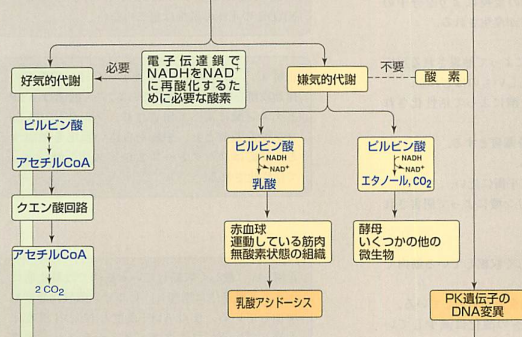 好気的代謝
必要
電子伝達鎖で
NADHをNAD⁺
に再酸化するた
めに必要な酸素
嫌気的代謝
不要
酸 素
ピルビン酸
アセチルCoA
クエン酸回路
アセチルCoA
2 CO₂
ピルビン酸
NADH
NAD⁺
乳酸
赤血球
運動している筋肉
無酸素状態の組織
乳酸アシドーシス
ピルビン酸
NADH
NAD⁺
エタノール, CO₂
酵母
いくつかの他の
微生物
PK遺伝子の
DNA変異